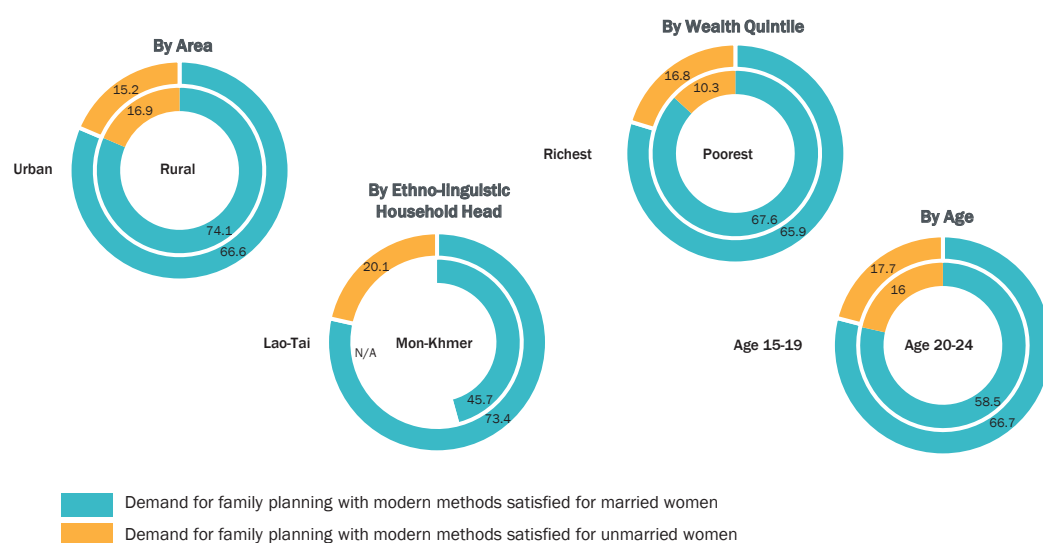 By Area
15.2
16.9
Urban
Rural
74.1
66.6
By Wealth Quintile
16.8
10.3
Richest
Poorest
67.6
65.9
By Ethno-linguistic
Household Head
20.1
Lao-Tai
N/A
Mon-Khmer
45.7
73.4
By Age
17.7
16
Age 15-19
Age 20-24
58.5
66.7
Demand for family planning with modern methods satisfied for married women
Demand for family planning with modern methods satisfied for unmarried women